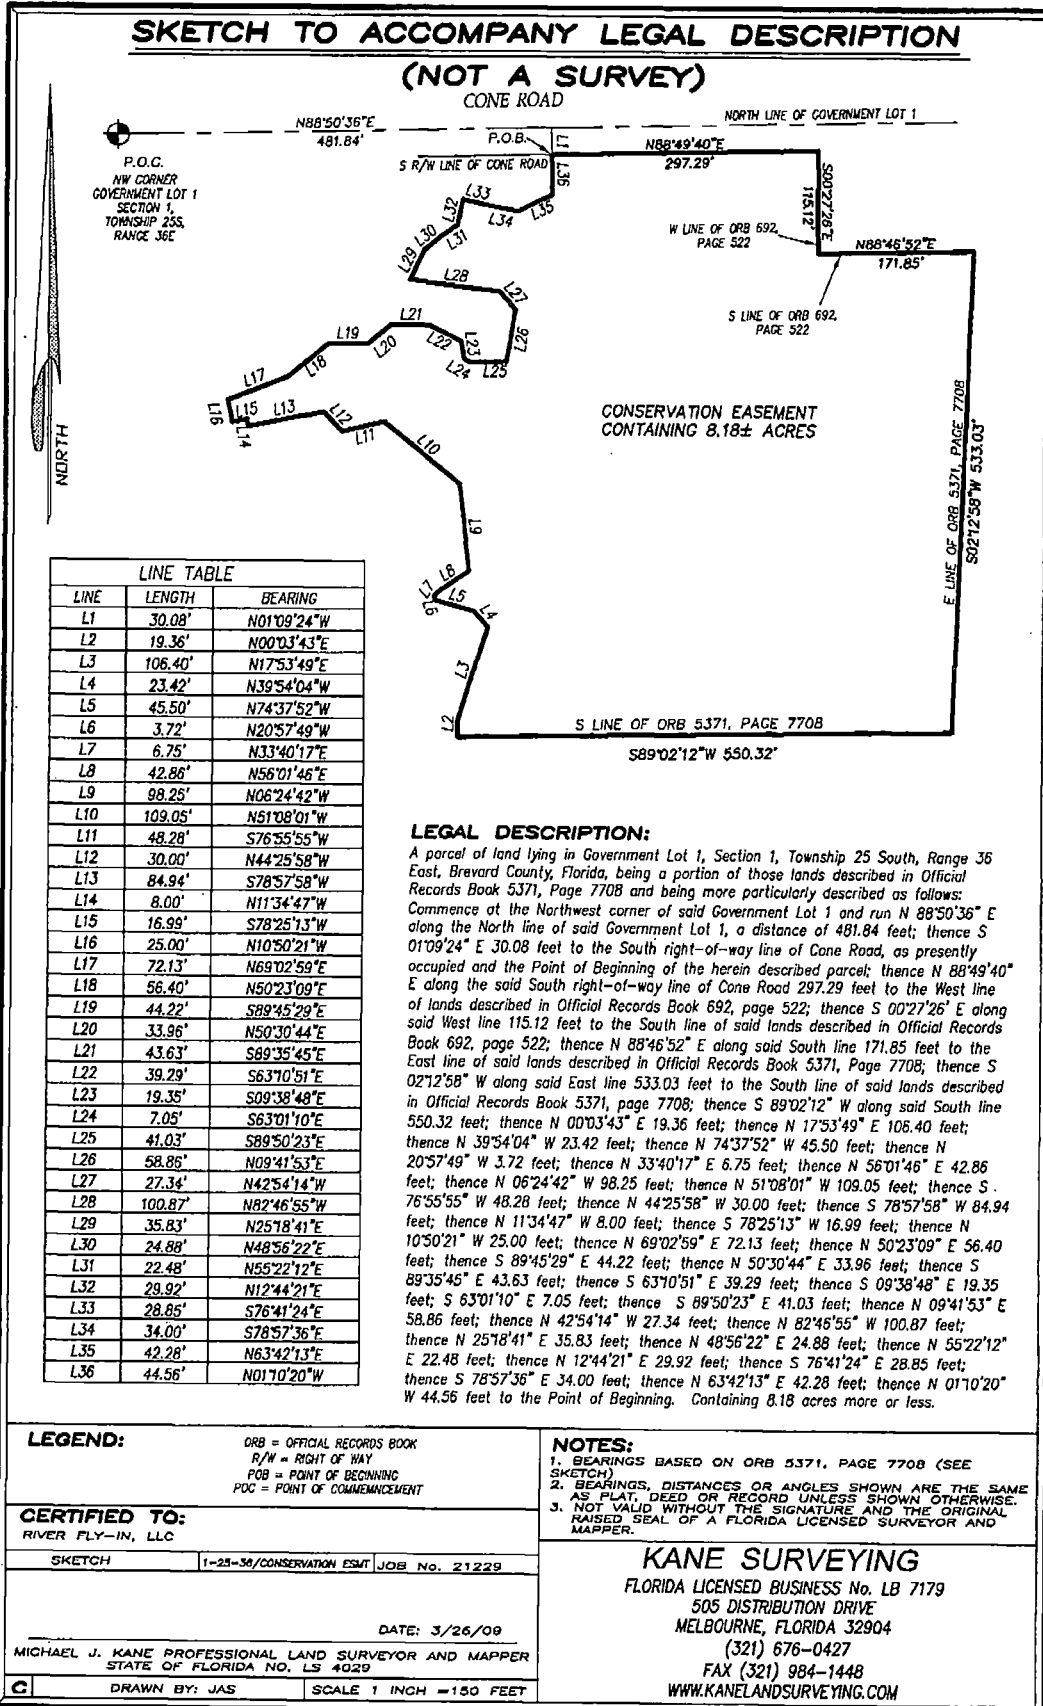 SKETCH TO ACCOMPANY LEGAL DESCRIPTION
(NOT A SURVEY)
CONE ROAD
NORTH LINE OF GOVERNMENT LOT 1
N88°50'36"E
481.84'
P.O.B.
L1
N88°49'40"E
297.29'
P.O.C.
NW CORNER
GOVERNMENT LOT 1
SECTION 1,
TOWNSHIP 25S,
RANGE 36E
S R/W LINE OF CONE ROAD
L36
S00°27'26"E
115.12'
L33
L34
L35
L32
L31
L30
L29
W LINE OF ORB 692,
PAGE 522
N88°46'52"E
171.85'
L28
L27
S LINE OF ORB 692,
PAGE 522
L26
L21
L19
L20
L22
L23
L24
L25
L18
L17
L16
L15
L14
L13
L12
L11
L10
CONSERVATION EASEMENT
CONTAINING 8.18± ACRES
NORTH
E LINE OF ORB 5371, PAGE 7708
S02°12'58"W 533.03'
L9
L8
L7
L6
L5
L4
L3
L2
S LINE OF ORB 5371, PAGE 7708
S89°02'12"W 550.32'
LINE TABLE
LINE LENGTH BEARING
L1 30.08' N01°09'24"W
L2 19.36' N00°03'43"E
L3 106.40' N17°53'49"E
L4 23.42' N39°54'04"W
L5 45.50' N74°37'52"W
L6 3.72' N20°57'49"W
L7 6.75' N33°40'17"E
L8 42.86' N56°01'46"E
L9 98.25' N06°24'42"W
L10 109.05' N51°08'01"W
L11 48.28' S76°55'55"W
L12 30.00' N44°25'58"W
L13 84.94' S78°57'58"W
L14 8.00' N11°34'47"W
L15 16.99' S78°25'13"W
L16 25.00' N10°50'21"W
L17 72.13' N69°02'59"E
L18 56.40' N50°23'09"E
L19 44.22' S89°45'29"E
L20 33.96' N50°30'44"E
L21 43.63' S89°35'45"E
L22 39.29' S63°10'51"E
L23 19.35' S09°38'48"E
L24 7.05' S63°01'10"E
L25 41.03' S89°50'23"E
L26 58.86' N09°41'53"E
L27 27.34' N42°54'14"W
L28 100.87' N82°46'55"W
L29 35.83' N25°18'41"E
L30 24.88' N48°56'22"E
L31 22.48' N55°22'12"E
L32 29.92' N12°44'21"E
L33 28.85' S76°41'24"E
L34 34.00' S78°57'36"E
L35 42.28' N63°42'13"E
L36 44.56' N01°10'20"W
LEGAL DESCRIPTION:
A parcel of land lying in Government Lot 1, Section 1, Township 25 South, Range 36
East, Brevard County, Florida, being a portion of those lands described in Official
Records Book 5371, Page 7708 and being more particularly described as follows:
Commence at the Northwest corner of said Government Lot 1 and run N 88°50'36" E
along the North line of said Government Lot 1, a distance of 481.84 feet; thence S
01°09'24" E 30.08 feet to the South right-of-way line of Cone Road, as presently
occupied and the Point of Beginning of the herein described parcel; thence N 88°49'40"
E along the said South right-of-way line of Cone Road 297.29 feet to the West line
of lands described in Official Records Book 692, page 522; thence S 00°27'26' E along
said West line 115.12 feet to the South line of said lands described in Official Records
Book 692, page 522; thence N 88°46'52" E along said South line 171.85 feet to the
East line of said lands described in Official Records Book 5371, Page 7708; thence S
02°12'58" W along said East line 533.03 feet to the South line of said lands described
in Official Records Book 5371, page 7708; thence S 89°02'12" W along said South line
550.32 feet; thence N 00°03'43" E 19.36 feet; thence N 17°53'49" E 106.40 feet;
thence N 39°54'04" W 23.42 feet; thence N 74°37'52" W 45.50 feet; thence N
20°57'49" W 3.72 feet; thence N 33°40'17" E 6.75 feet; thence N 56°01'46" E 42.86
feet; thence N 06°24'42" W 98.25 feet; thence N 51°08'01" W 109.05 feet; thence S
76°55'55" W 48.28 feet; thence N 44°25'58" W 30.00 feet; thence S 78°57'58" W 84.94
feet; thence N 11°34'47" W 8.00 feet; thence S 78°25'13" W 16.99 feet; thence N
10°50'21" W 25.00 feet; thence N 69°02'59" E 72.13 feet; thence N 50°23'09" E 56.40
feet; thence S 89°45'29" E 44.22 feet; thence N 50°30'44" E 33.96 feet; thence S
89°35'45" E 43.63 feet; thence S 63°10'51" E 39.29 feet; thence S 09°38'48" E 19.35
feet; S 63°01'10" E 7.05 feet; thence S 89°50'23" E 41.03 feet; thence N 09°41'53" E
58.86 feet; thence N 42°54'14" W 27.34 feet; thence N 82°46'55" W 100.87 feet;
thence N 25°18'41" E 35.83 feet; thence N 48°56'22" E 24.88 feet; thence N 55°22'12"
E 22.48 feet; thence N 12°44'21" E 29.92 feet; thence S 76°41'24" E 28.85 feet;
thence S 78°57'36" E 34.00 feet; thence N 63°42'13" E 42.28 feet; thence N 01°10'20"
W 44.56 feet to the Point of Beginning. Containing 8.18 acres more or less.
LEGEND:
ORB = OFFICIAL RECORDS BOOK
R/W = RIGHT OF WAY
POB = POINT OF BEGINNING
POC = POINT OF COMMEMNCEMENT
CERTIFIED TO:
RIVER FLY-IN, LLC
SKETCH 1-25-36/CONSERVATION ESMT JOB No. 21229
DATE: 3/26/09
MICHAEL J. KANE PROFESSIONAL LAND SURVEYOR AND MAPPER
STATE OF FLORIDA NO. LS 4029
C DRAWN BY: JAS SCALE 1 INCH =150 FEET
NOTES:
1. BEARINGS BASED ON ORB 5371, PAGE 7708 (SEE
SKETCH)
2. BEARINGS, DISTANCES OR ANGLES SHOWN ARE THE SAME
AS PLAT, DEED OR RECORD UNLESS SHOWN OTHERWISE.
3. NOT VALID WITHOUT THE SIGNATURE AND THE ORIGINAL
RAISED SEAL OF A FLORIDA LICENSED SURVEYOR AND
MAPPER.
KANE SURVEYING
FLORIDA LICENSED BUSINESS No. LB 7179
505 DISTRIBUTION DRIVE
MELBOURNE, FLORIDA 32904
(321) 676-0427
FAX (321) 984-1448
WWW.KANELANDSURVEYING.COM